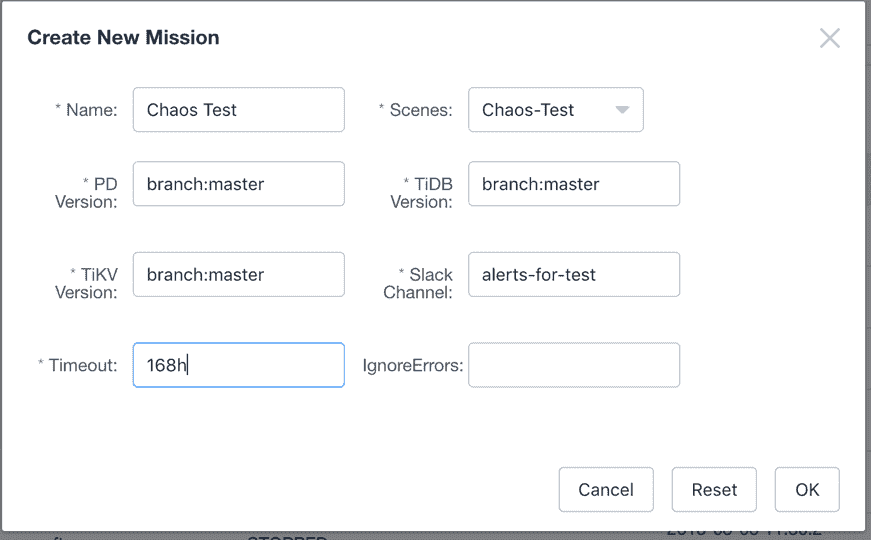 Create New Mission
* Name: Chaos Test * Scenes: Chaos-Test
* PD Version: branch:master * TiDB Version: branch:master
* TiKV Version: branch:master * Slack Channel: alerts-for-test
* Timeout: 168h IgnoreErrors:
Cancel Reset OK